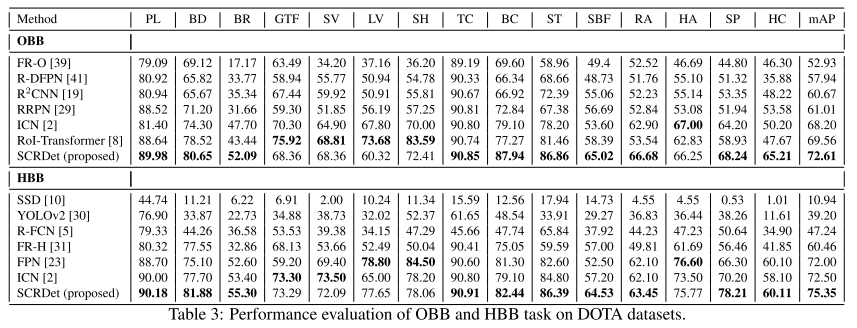 Method PL BD BR GTF SV LV SH TC BC ST SBF RA HA SP HC mAP
OBB
FR-O [39] 79.09 69.12 17.17 63.49 34.20 37.16 36.20 89.19 69.60 58.96 49.4 52.52 46.69 44.80 46.30 52.93
R-DFPN [41] 80.92 65.82 33.77 58.94 55.77 50.94 54.78 90.33 66.34 68.66 48.73 51.76 55.10 51.32 35.88 57.94
R²CNN [19] 80.94 65.67 35.34 67.44 59.92 50.91 55.81 90.67 66.92 72.39 55.06 52.23 55.14 53.35 48.22 60.67
RRPN [29] 88.52 71.20 31.66 59.30 51.85 56.19 57.25 90.81 72.84 67.38 56.69 52.84 53.08 51.94 53.58 61.01
ICN [2] 81.40 74.30 47.70 70.30 64.90 67.80 70.00 90.80 79.10 78.20 53.60 62.90 67.00 64.20 50.20 68.20
RoI-Transformer [8] 88.64 78.52 43.44 75.92 68.81 73.68 83.59 90.74 77.27 81.46 58.39 53.54 62.83 58.93 47.67 69.56
SCRDet (proposed) 89.98 80.65 52.09 68.36 68.36 60.32 72.41 90.85 87.94 86.86 65.02 66.68 66.25 68.24 65.21 72.61
HBB
SSD [10] 44.74 11.21 6.22 6.91 2.00 10.24 11.34 15.59 12.56 17.94 14.73 4.55 4.55 0.53 1.01 10.94
YOLOv2 [30] 76.90 33.87 22.73 34.88 38.73 32.02 52.37 61.65 48.54 33.91 29.27 36.83 36.44 38.26 11.61 39.20
R-FCN [5] 79.33 44.26 36.58 53.53 39.38 34.15 47.29 45.66 47.74 65.84 37.92 44.23 47.23 50.64 34.90 47.24
FR-H [31] 80.32 77.55 32.86 68.13 53.66 52.49 50.04 90.41 75.05 59.59 57.00 49.81 61.69 56.46 41.85 60.46
FPN [23] 88.70 75.10 52.60 59.20 69.40 78.80 84.50 90.60 81.30 82.60 52.50 62.10 76.60 66.30 60.10 72.00
ICN [2] 90.00 77.70 53.40 73.30 73.50 65.00 78.20 90.80 79.10 84.80 57.20 62.10 73.50 70.20 58.10 72.50
SCRDet (proposed) 90.18 81.88 55.30 73.29 72.09 77.65 78.06 90.91 82.44 86.39 64.53 63.45 75.77 78.21 60.11 75.35
Table 3: Performance evaluation of OBB and HBB task on DOTA datasets.